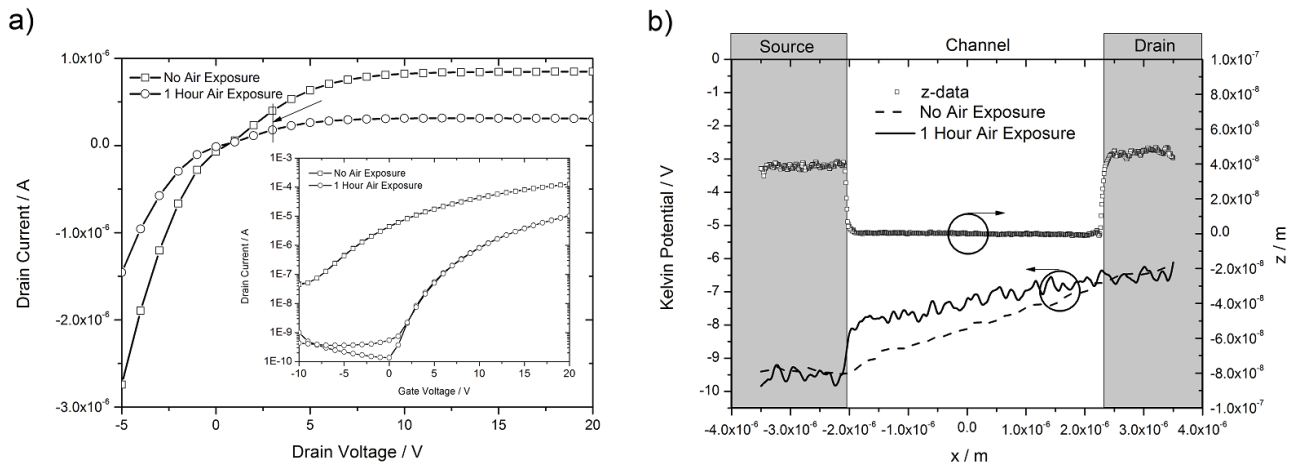 a)
1.0x10⁻⁶
0.0
-1.0x10⁻⁶
-2.0x10⁻⁶
-3.0x10⁻⁶
Drain Current / A
No Air Exposure
1 Hour Air Exposure
-5
0
5
10
15
20
Drain Voltage / V
1E-3
1E-4
1E-5
1E-6
1E-7
1E-8
1E-9
1E-10
Drain Current / A
No Air Exposure
1 Hour Air Exposure
-10
-5
0
5
10
15
20
Gate Voltage / V
b)
Source
Channel
Drain
0
-1
-2
-3
-4
-5
-6
-7
-8
-9
-10
Kelvin Potential / V
z-data
No Air Exposure
1 Hour Air Exposure
1.0x10⁻⁷
8.0x10⁻⁸
6.0x10⁻⁸
4.0x10⁻⁸
2.0x10⁻⁸
0.0
-2.0x10⁻⁸
-4.0x10⁻⁸
-6.0x10⁻⁸
-8.0x10⁻⁸
-1.0x10⁻⁷
z / m
-4.0x10⁻⁶
-3.0x10⁻⁶
-2.0x10⁻⁶
-1.0x10⁻⁶
0.0
1.0x10⁻⁶
2.0x10⁻⁶
3.0x10⁻⁶
4.0x10⁻⁶
x / m